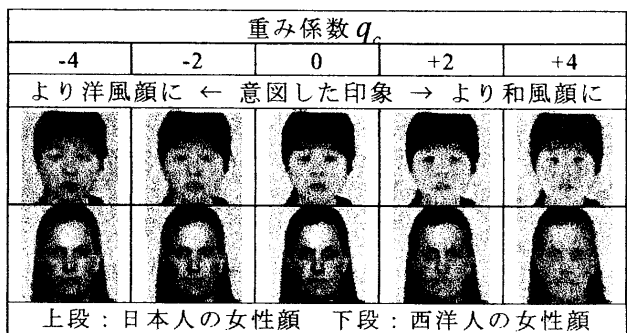 重み係数 qc
-4 -2 0 +2 +4
より洋風顔に ← 意図した印象 → より和風顔に
上段：日本人の女性顔 下段：西洋人の女性顔